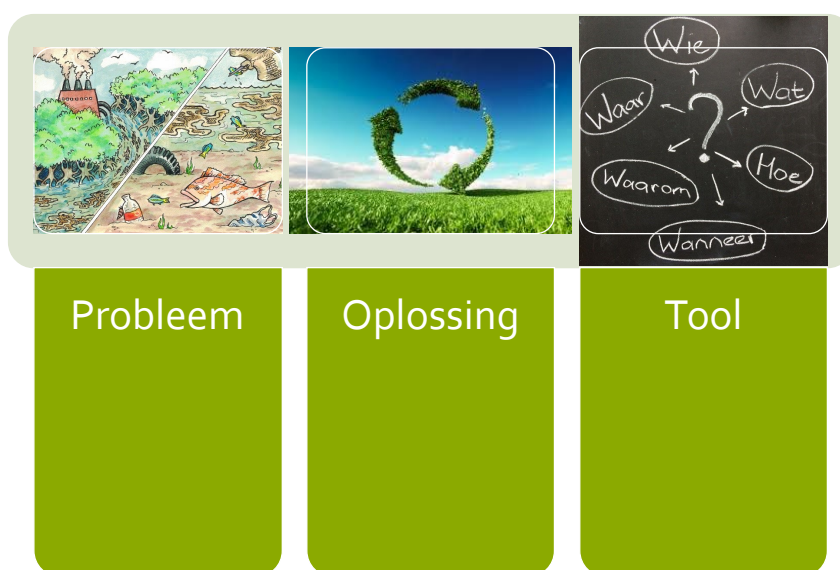 Wie
Waar
Wat
Waarom
Hoe
Wanneer
Probleem
Oplossing
Tool